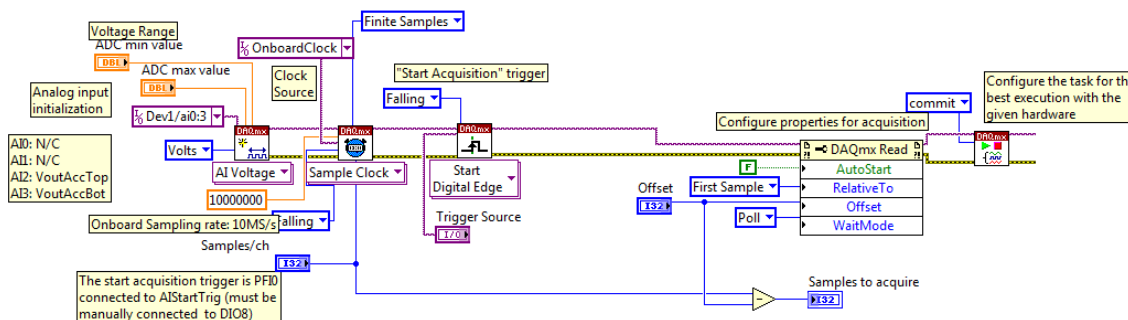 Voltage Range
ADC min value
DBL
Finite Samples
OnboardClock
ADC max value
DBL
Clock
Source
"Start Acquisition" trigger
Falling
Analog input
initialization
Dev1/ai0:3
DAQmx
DAQmx
DAQmx
Configure the task for the
best execution with the
given hardware
commit
Configure properties for acquisition
DAQmx
AI0: N/C
AI1: N/C
AI2: VoutAccTop
AI3: VoutAccBot
Volts
AI Voltage
Sample Clock
Start
Digital Edge
DAQmx Read
F
AutoStart
First Sample
RelativeTo
Offset
I32
Offset
Poll
WaitMode
10000000
Falling
Onboard Sampling rate: 10MS/s
Trigger Source
I/O
Samples/ch
I32
The start acquisition trigger is PFI0
connected to AIStartTrig (must be
manually connected to DIO8)
Samples to acquire
I32